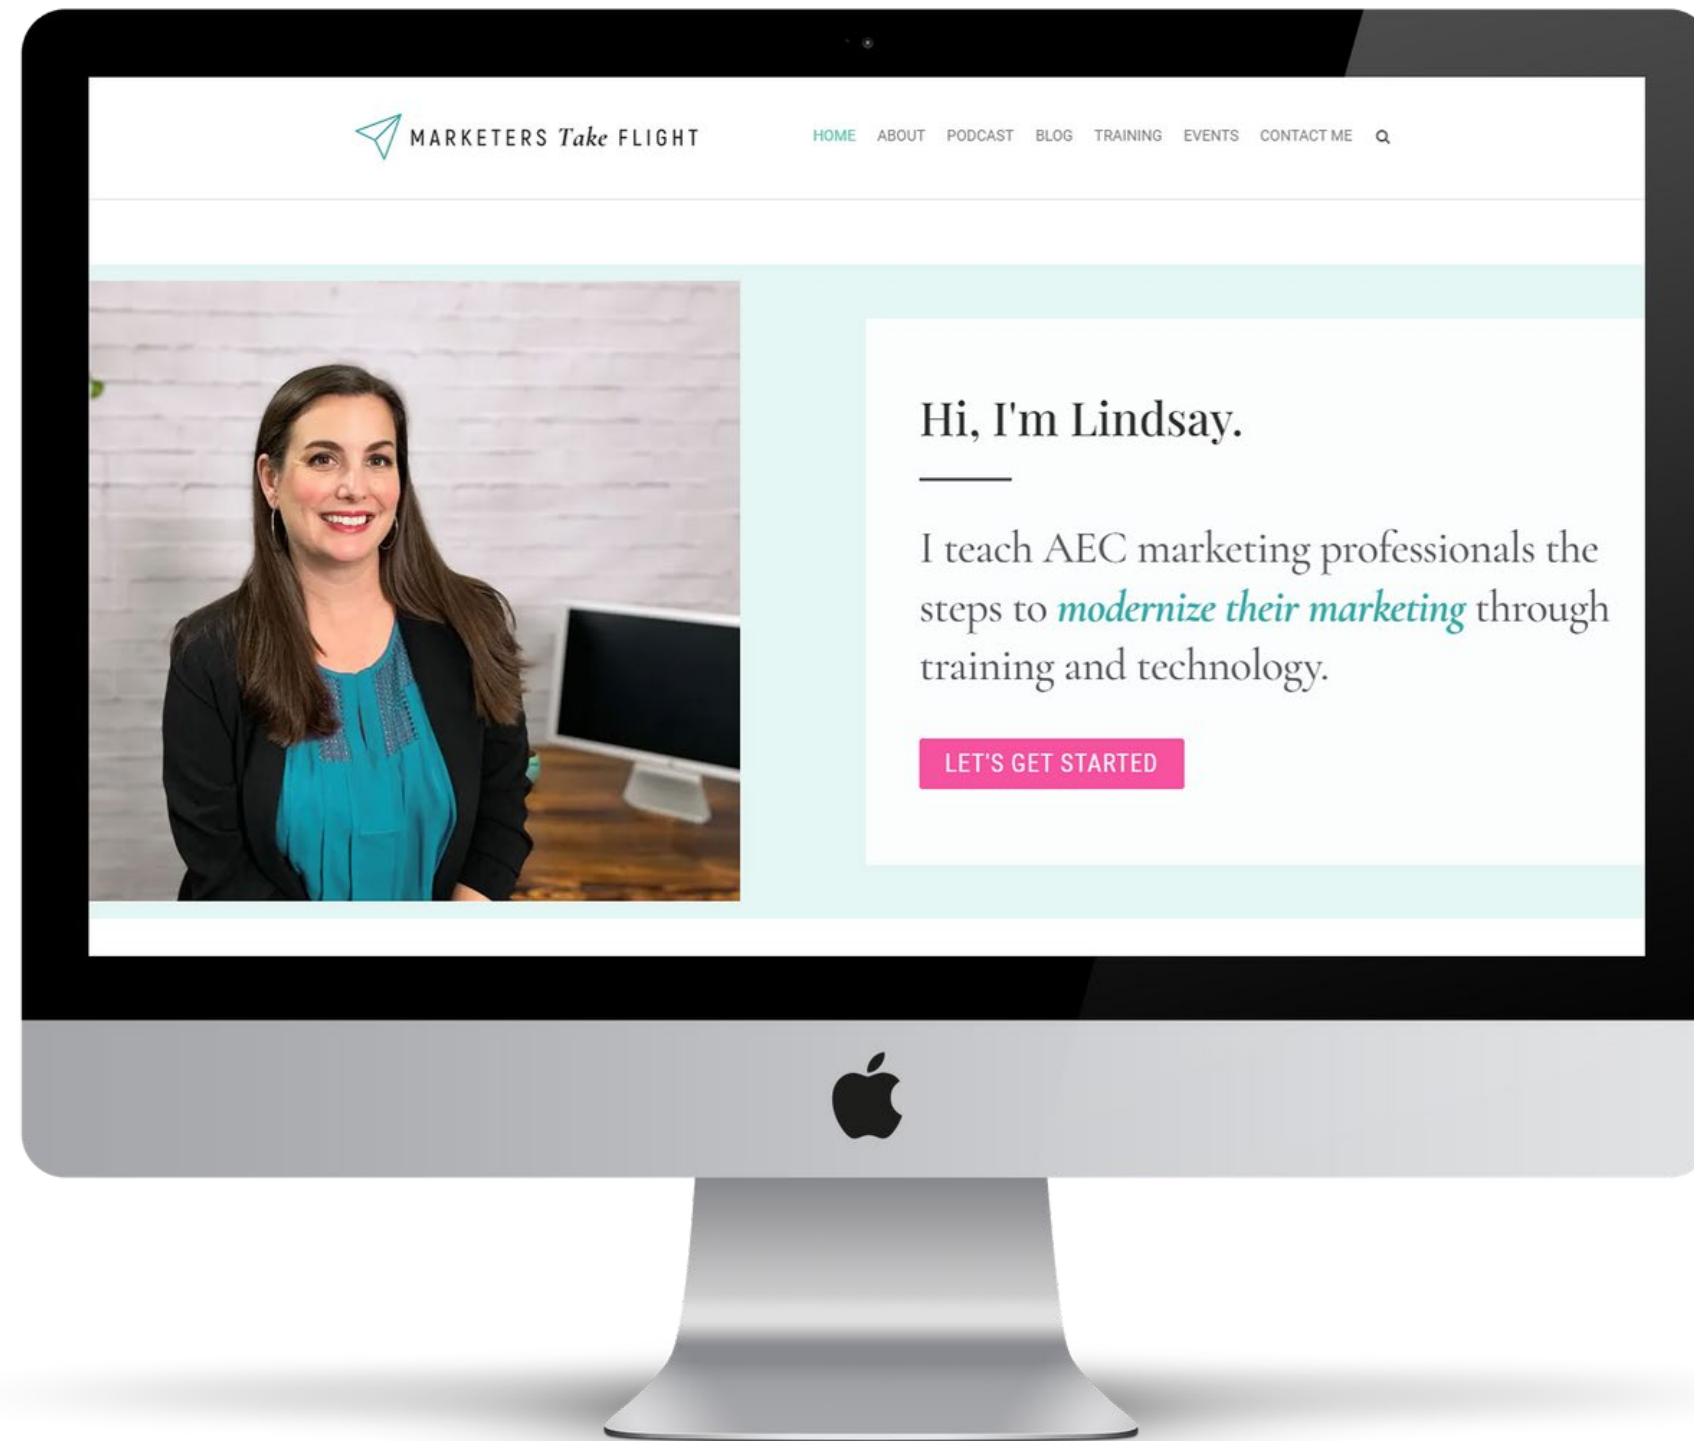 MARKETERS Take FLIGHT
HOME ABOUT PODCAST BLOG TRAINING EVENTS CONTACT ME
Hi, I'm Lindsay.
I teach AEC marketing professionals the
steps to modernize their marketing through
training and technology.
LET'S GET STARTED